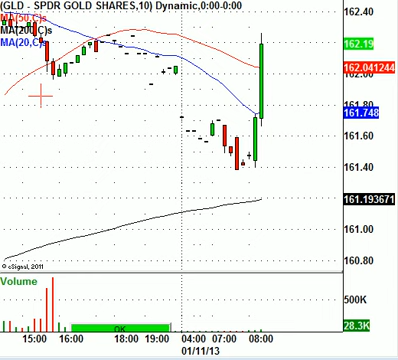 (GLD - SPDR GOLD SHARES,10) Dynamic,0:00-0:00
MA(50,C)s
MA(200,C)s
MA(20,C)s
162.40
162.19
162.041244
162.00
161.80
161.748
161.60
161.40
161.193671
161.00
160.80
© eSignal, 2011
Volume
500K
OK
28.3K
15:00 16:00 18:00 19:00 04:00 07:00 08:00
01/11/13